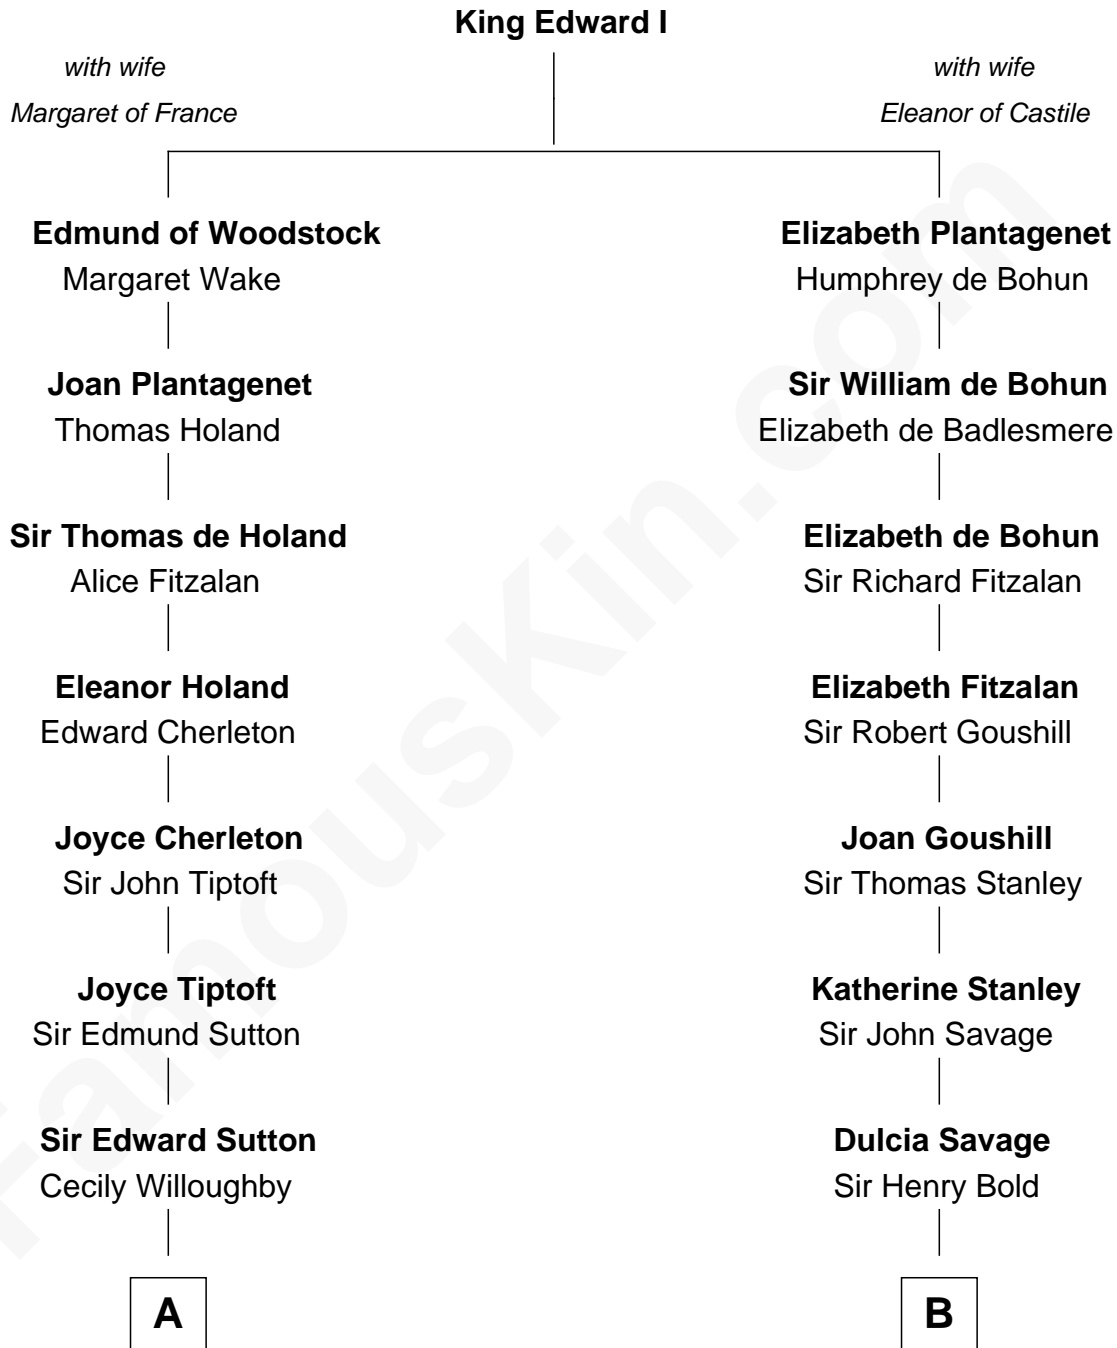 King Edward I
with wife
Margaret of France
with wife
Eleanor of Castile
Edmund of Woodstock
Margaret Wake
Elizabeth Plantagenet
Humphrey de Bohun
Joan Plantagenet
Thomas Holand
Sir William de Bohun
Elizabeth de Badlesmere
Sir Thomas de Holand
Alice Fitzalan
Elizabeth de Bohun
Sir Richard Fitzalan
Eleanor Holand
Edward Cherleton
Elizabeth Fitzalan
Sir Robert Goushill
Joyce Cherleton
Sir John Tiptoft
Joan Goushill
Sir Thomas Stanley
Joyce Tiptoft
Sir Edmund Sutton
Katherine Stanley
Sir John Savage
Sir Edward Sutton
Cecily Willoughby
Dulcia Savage
Sir Henry Bold
A
B
FamousKin.com